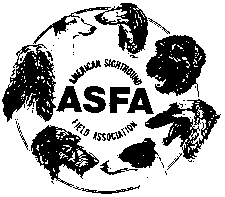 AMERICAN SIGHTHOUND
ASFA
FIELD ASSOCIATION